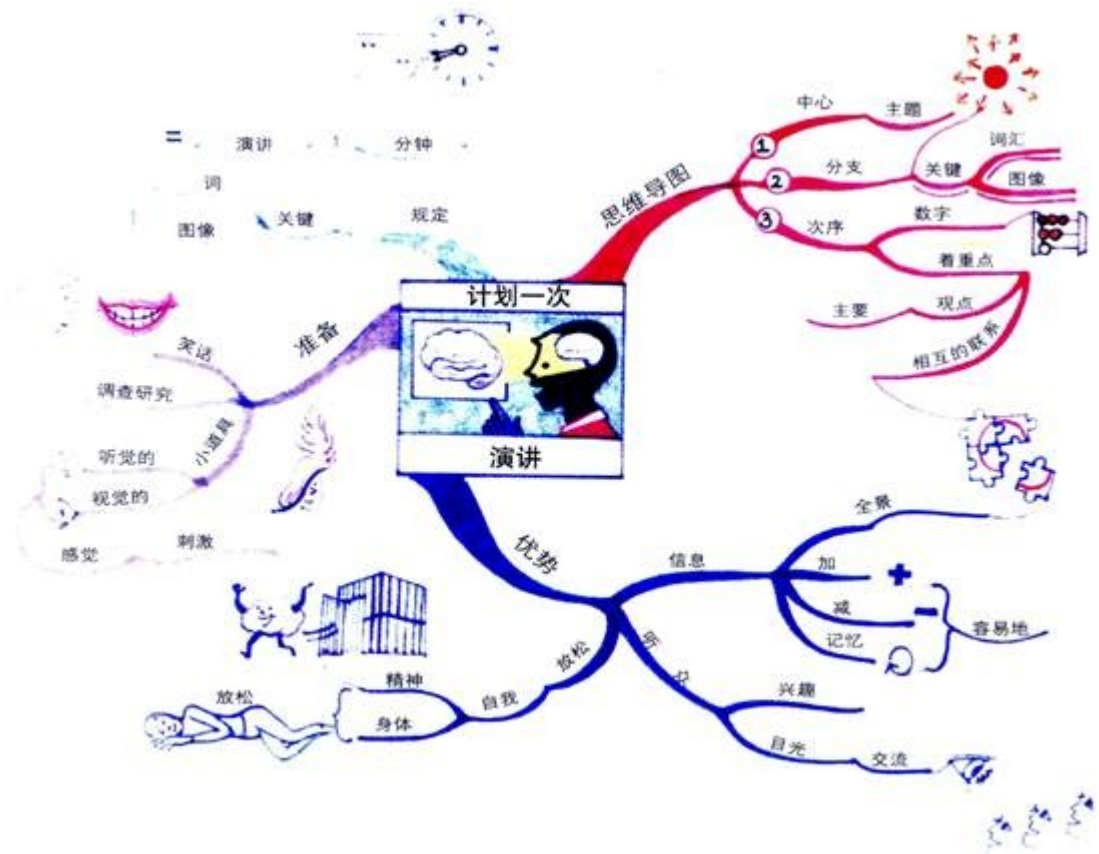 计划一次
演讲
思维导图
1
中心
主题
2
分支
关键
词汇
图像
3
次序
数字
着重点
观点
主要
相互的联系
优势
信息
全景
加
+
减
-
记忆
容易地
听众
兴趣
目光
交流
放松
自我
精神
身体
放松
准备
笑话
调查研究
小道具
听觉的
视觉的
感觉
刺激
规定
关键
词
图像
=
演讲
分钟